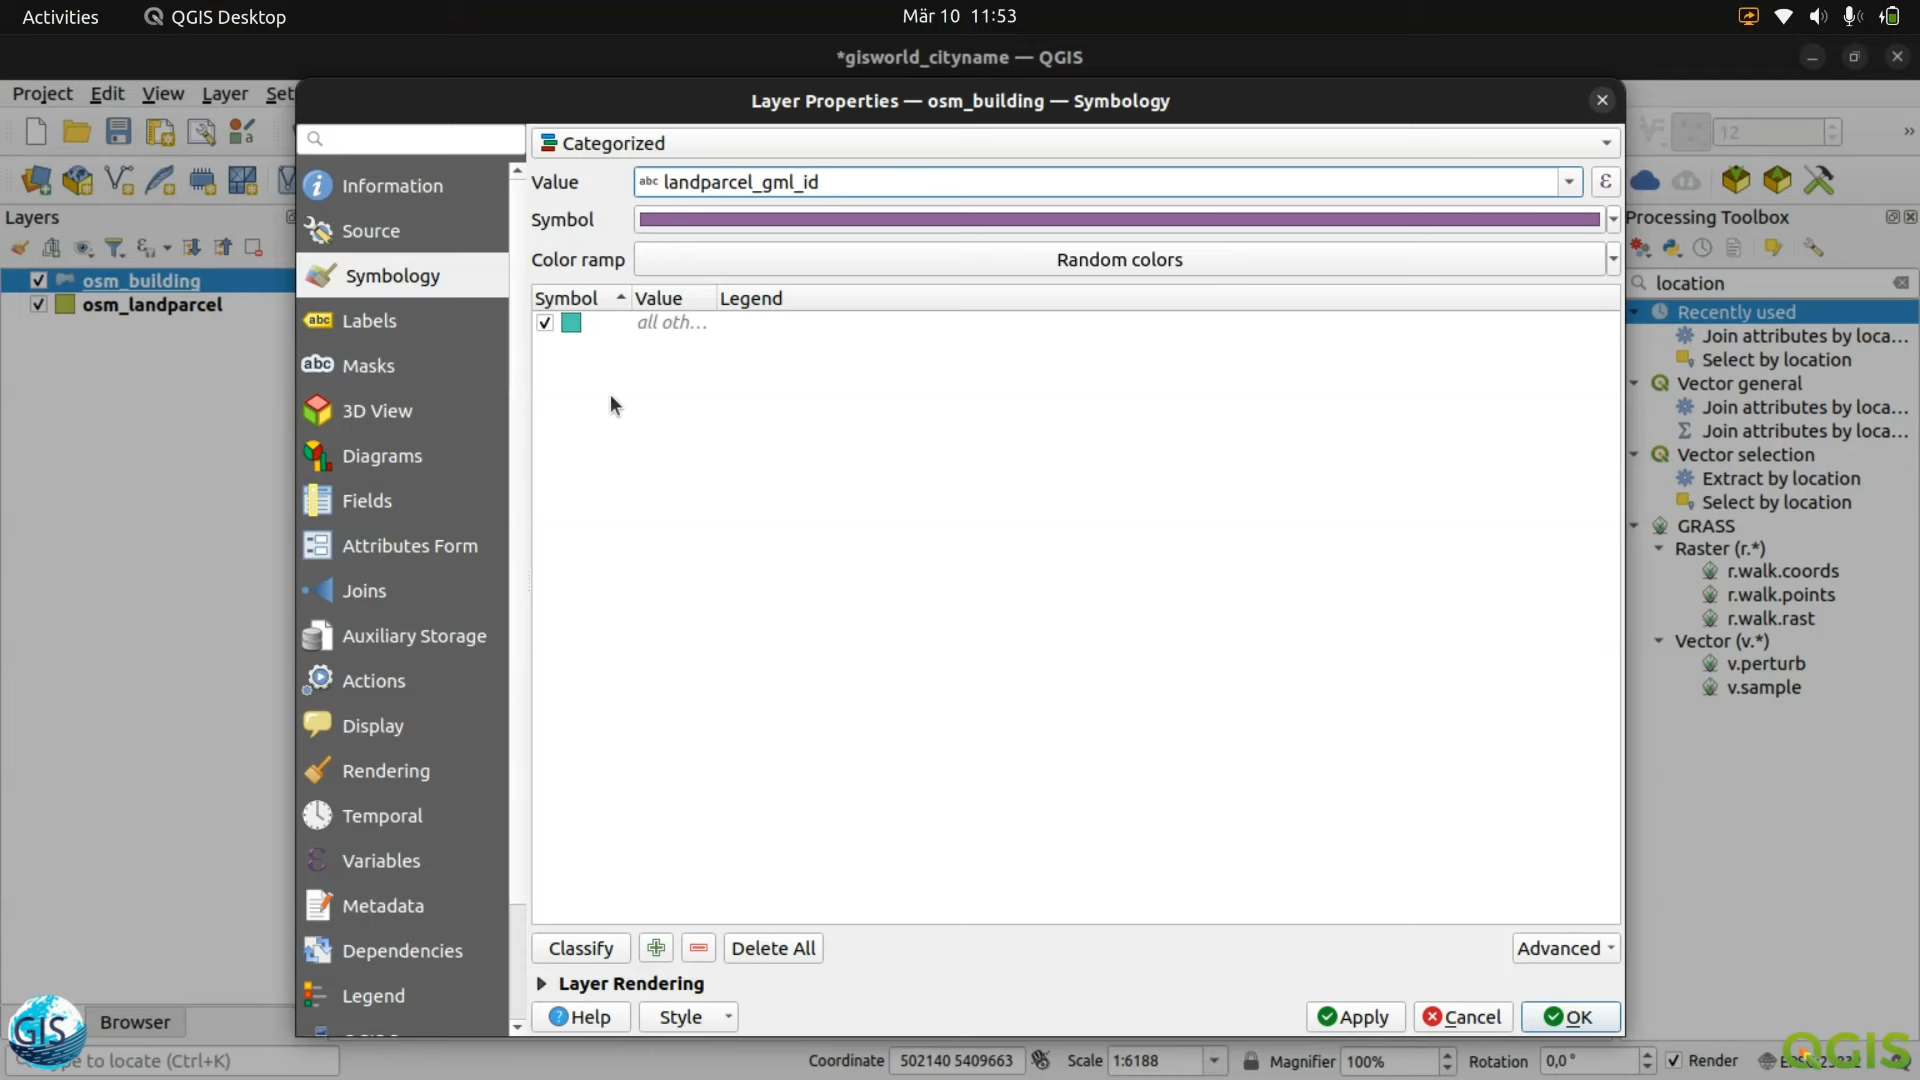 Activities
QGIS Desktop
Mär 10 11:53
*gisworld_cityname — QGIS
Project Edit View Layer Set
Layer Properties — osm_building — Symbology
12
»
Layers
osm_building
osm_landparcel
Information
Source
Symbology
Labels
Masks
3D View
Diagrams
Fields
Attributes Form
Joins
Auxiliary Storage
Actions
Display
Rendering
Temporal
Variables
Metadata
Dependencies
Legend
Categorized
Value abc landparcel_gml_id ε
Symbol
Color ramp Random colors
Symbol Value Legend
all oth...
Classify Delete All Advanced
Layer Rendering
Help Style Apply Cancel OK
Processing Toolbox
location
Recently used
Join attributes by loca...
Select by location
Vector general
Join attributes by loca...
Join attributes by loca...
Vector selection
Extract by location
Select by location
GRASS
Raster (r.*)
r.walk.coords
r.walk.points
r.walk.rast
Vector (v.*)
v.perturb
v.sample
GIS
Browser
to locate (Ctrl+K)
Coordinate 502140 5409663 Scale 1:6188 Magnifier 100% Rotation 0,0 ° Render
QGIS